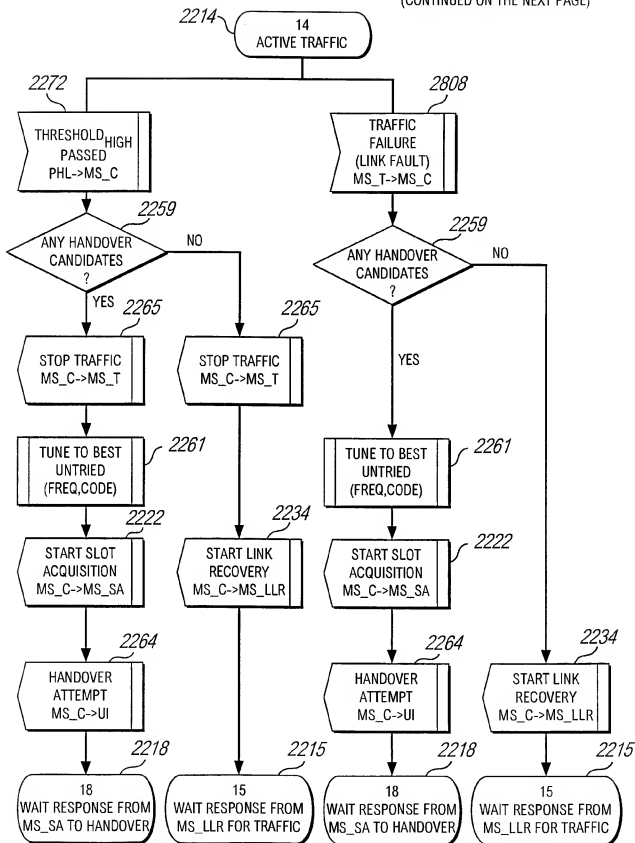 (CONTINUED ON THE NEXT PAGE)
2214
14
ACTIVE TRAFFIC
2272
THRESHOLD HIGH
PASSED
PHL->MS_C
2808
TRAFFIC
FAILURE
(LINK FAULT)
MS_T->MS_C
2259
ANY HANDOVER
CANDIDATES
?
NO
YES
2259
ANY HANDOVER
CANDIDATES
?
NO
YES
2265
STOP TRAFFIC
MS_C->MS_T
2265
STOP TRAFFIC
MS_C->MS_T
2261
TUNE TO BEST
UNTRIED
(FREQ,CODE)
2261
TUNE TO BEST
UNTRIED
(FREQ,CODE)
2222
START SLOT
ACQUISITION
MS_C->MS_SA
2234
START LINK
RECOVERY
MS_C->MS_LLR
2222
START SLOT
ACQUISITION
MS_C->MS_SA
2264
HANDOVER
ATTEMPT
MS_C->UI
2264
HANDOVER
ATTEMPT
MS_C->UI
2234
START LINK
RECOVERY
MS_C->MS_LLR
2218
18
WAIT RESPONSE FROM
MS_SA TO HANDOVER
2215
15
WAIT RESPONSE FROM
MS_LLR FOR TRAFFIC
2218
18
WAIT RESPONSE FROM
MS_SA TO HANDOVER
2215
15
WAIT RESPONSE FROM
MS_LLR FOR TRAFFIC